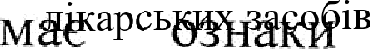 лікарських засобів
має ознаки